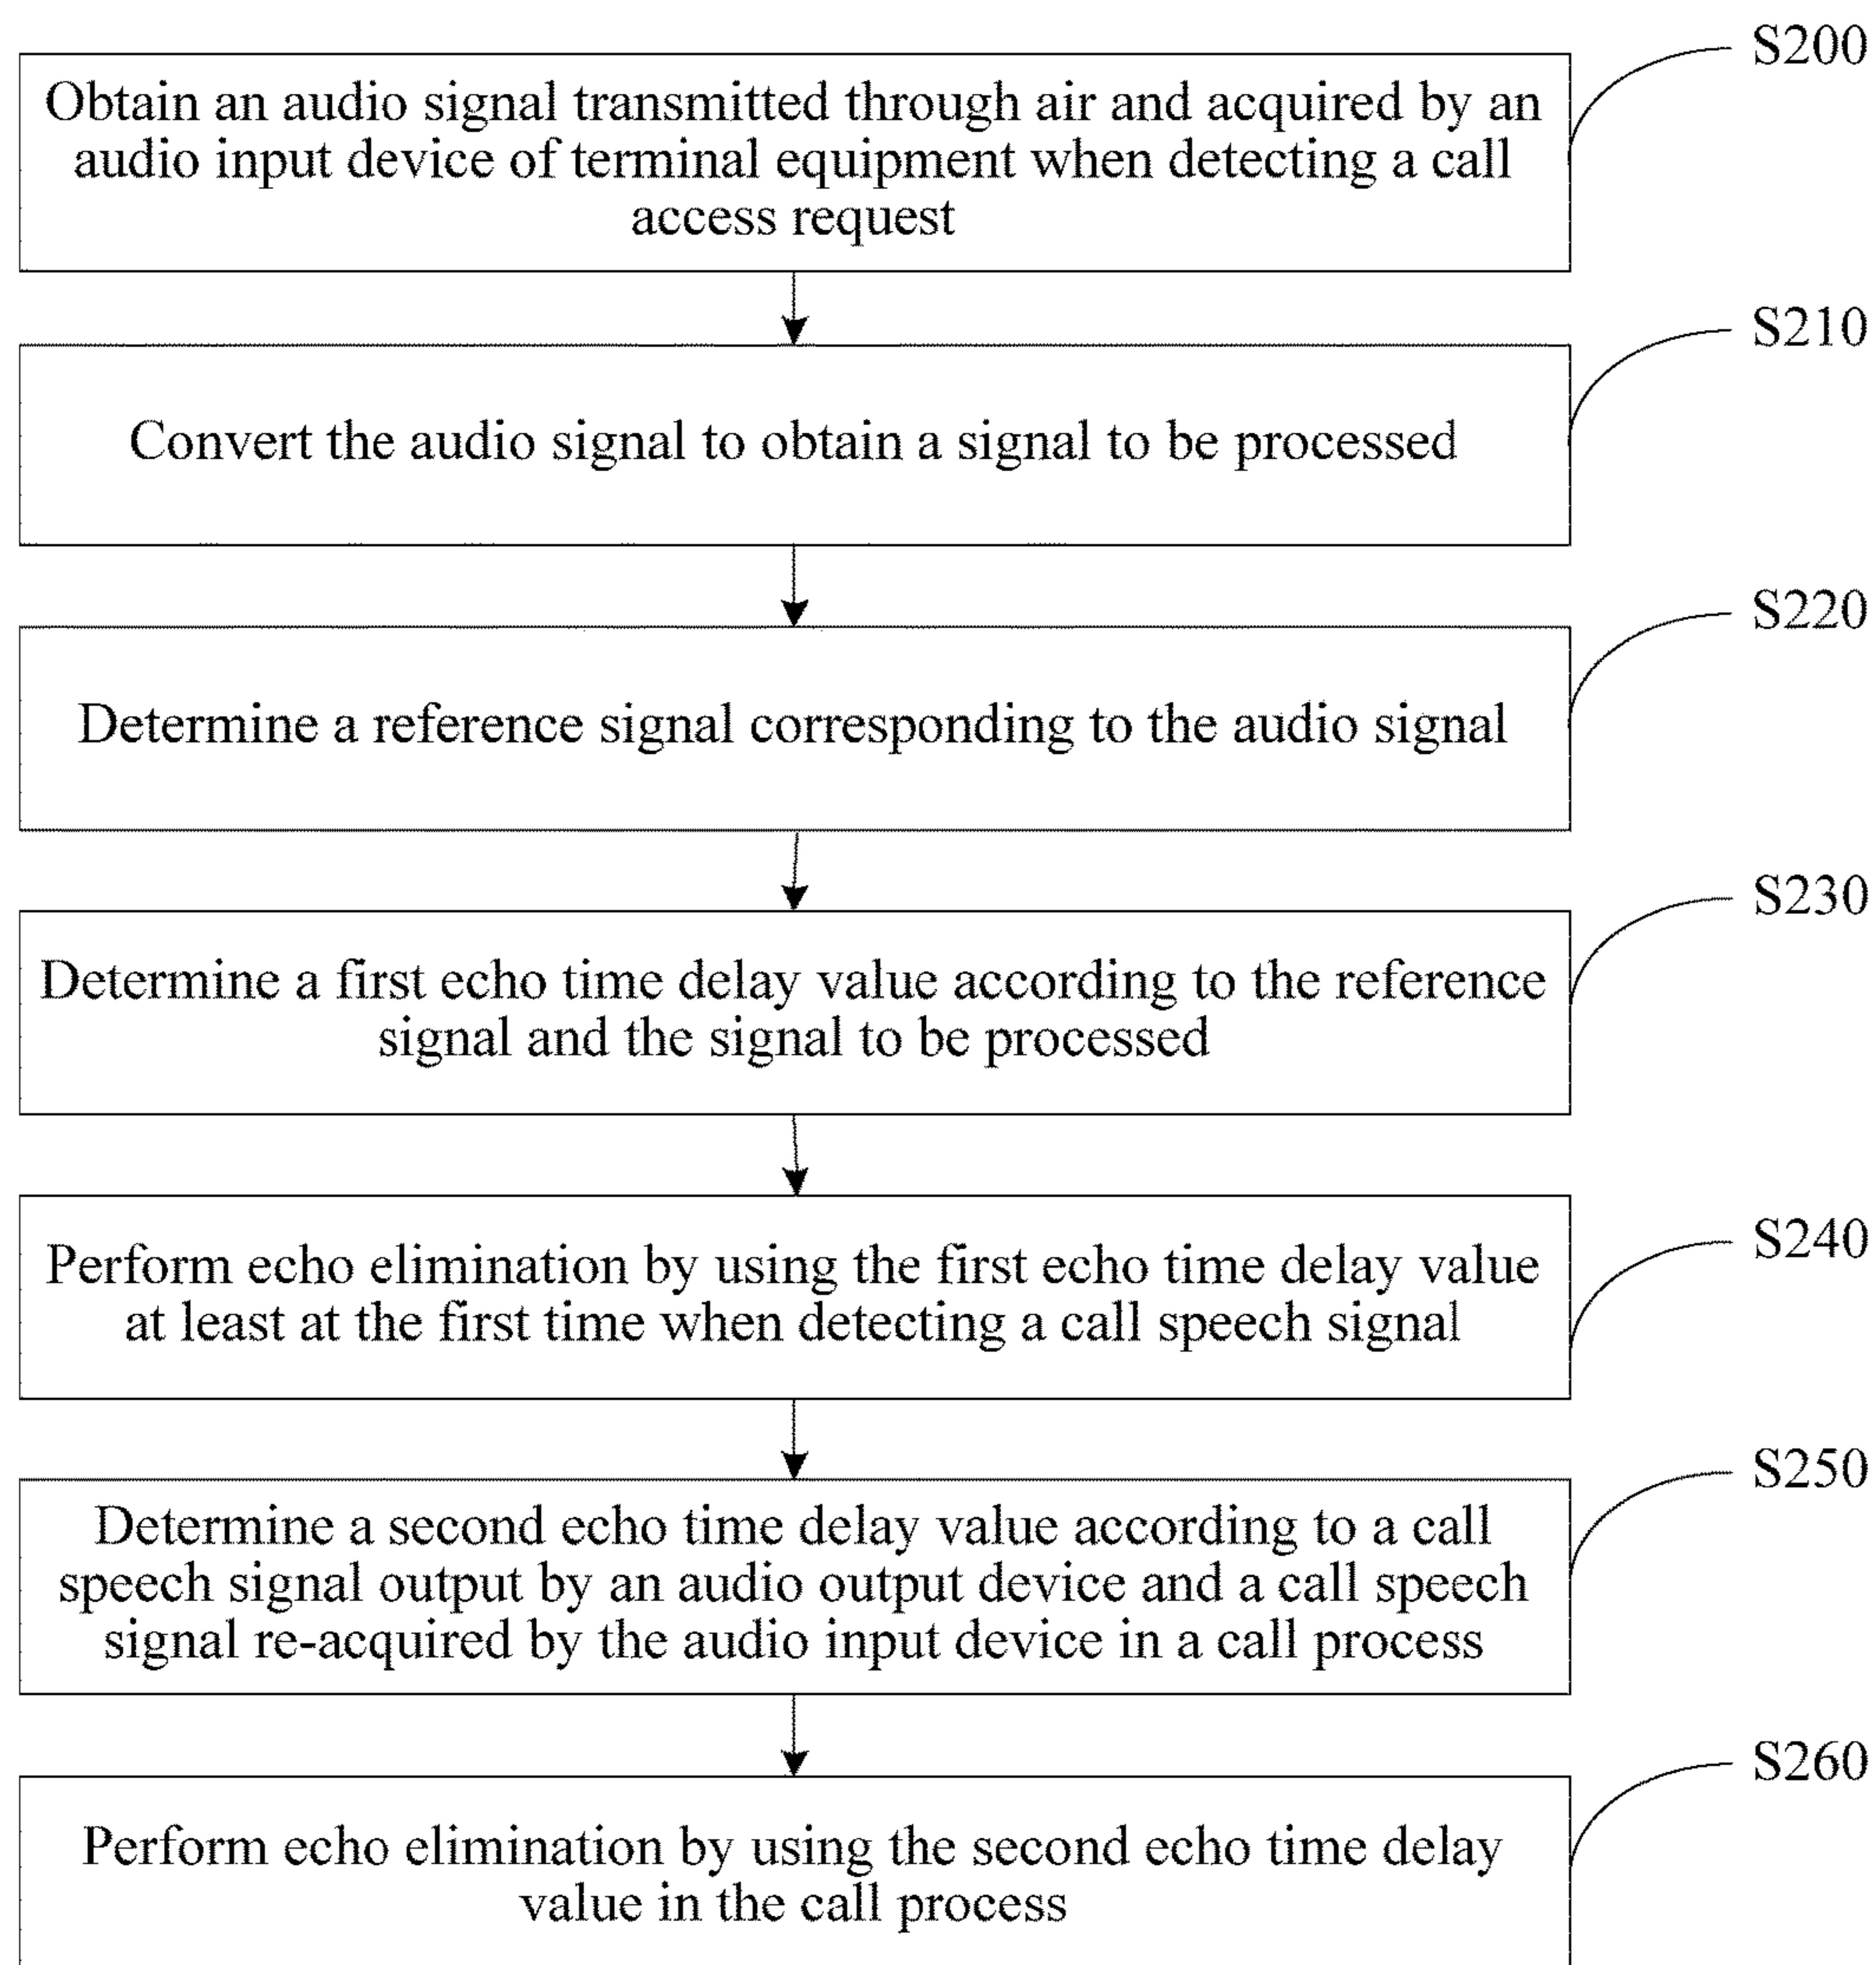 S200
Obtain an audio signal transmitted through air and acquired by an
audio input device of terminal equipment when detecting a call
access request
S210
Convert the audio signal to obtain a signal to be processed
S220
Determine a reference signal corresponding to the audio signal
S230
Determine a first echo time delay value according to the reference
signal and the signal to be processed
S240
Perform echo elimination by using the first echo time delay value
at least at the first time when detecting a call speech signal
S250
Determine a second echo time delay value according to a call
speech signal output by an audio output device and a call speech
signal re-acquired by the audio input device in a call process
S260
Perform echo elimination by using the second echo time delay
value in the call process